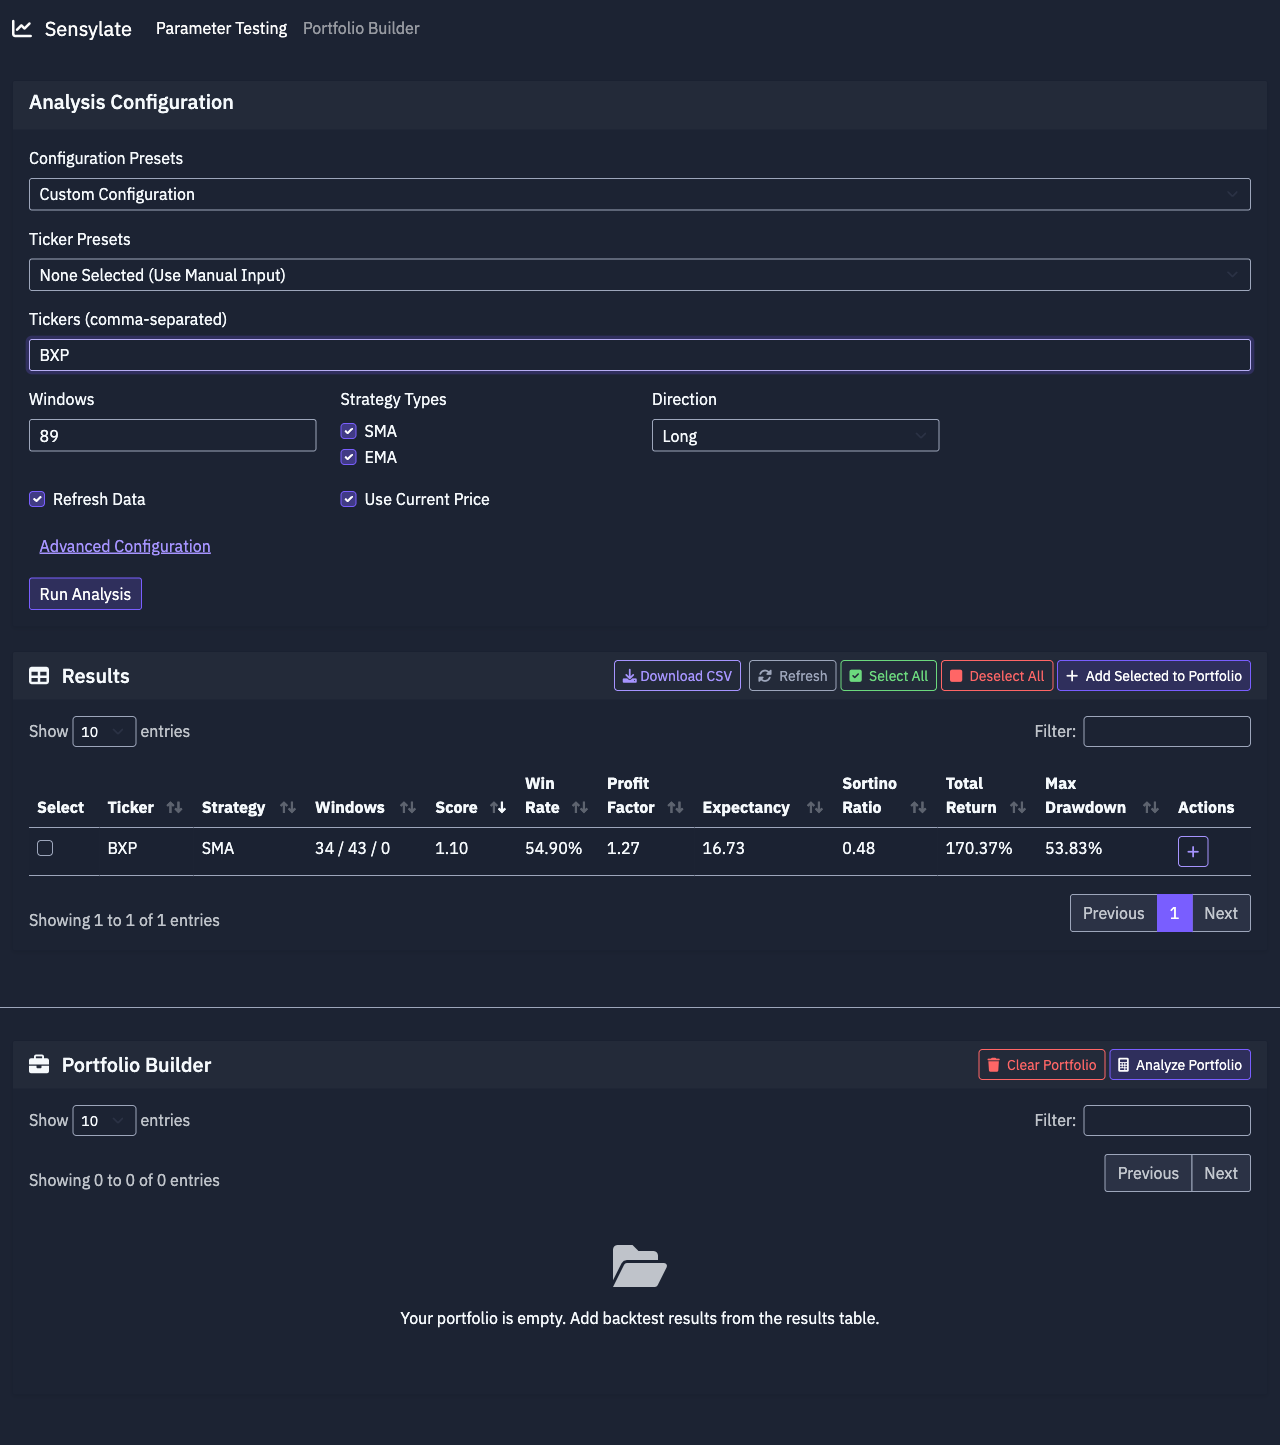 Sensylate Parameter Testing Portfolio Builder
Analysis Configuration
Configuration Presets
Custom Configuration
Ticker Presets
None Selected (Use Manual Input)
Tickers (comma-separated)
BXP
Windows Strategy Types Direction
89 SMA Long
EMA
Refresh Data Use Current Price
Advanced Configuration
Run Analysis
Results Download CSV Refresh Select All Deselect All Add Selected to Portfolio
Show 10 entries Filter:
Select Ticker Strategy Windows Score Win Rate Profit Factor Expectancy Sortino Ratio Total Return Max Drawdown Actions
BXP SMA 34 / 43 / 0 1.10 54.90% 1.27 16.73 0.48 170.37% 53.83% +
Showing 1 to 1 of 1 entries Previous 1 Next
Portfolio Builder Clear Portfolio Analyze Portfolio
Show 10 entries Filter:
Showing 0 to 0 of 0 entries Previous Next
Your portfolio is empty. Add backtest results from the results table.